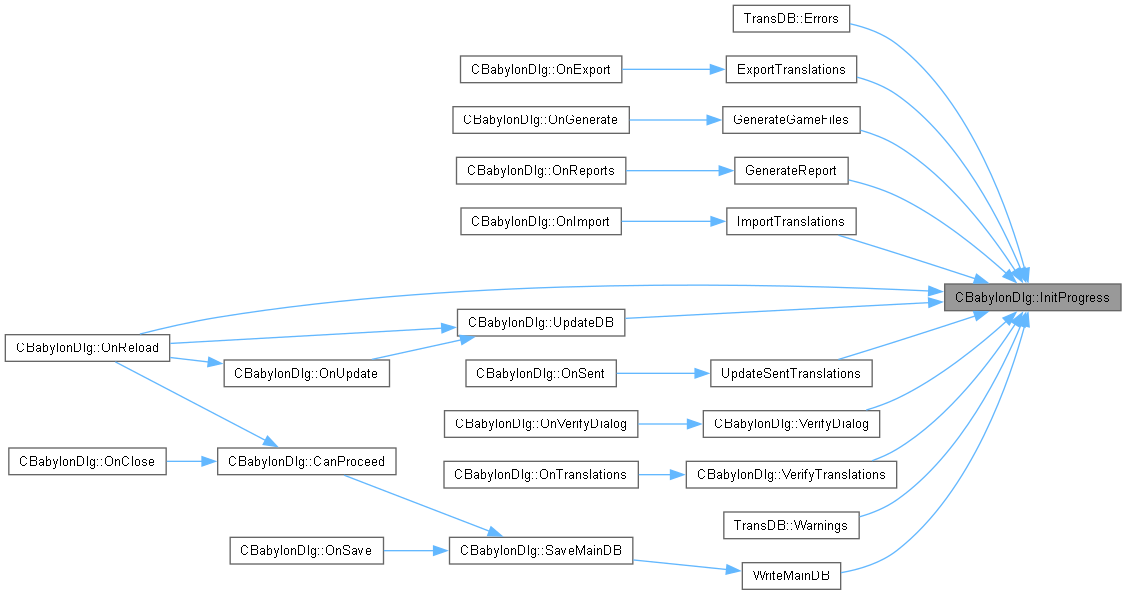 TransDB::Errors
CBabylonDlg::OnExport
ExportTranslations
CBabylonDlg::OnGenerate
GenerateGameFiles
CBabylonDlg::OnReports
GenerateReport
CBabylonDlg::OnImport
ImportTranslations
CBabylonDlg::InitProgress
CBabylonDlg::UpdateDB
CBabylonDlg::OnReload
CBabylonDlg::OnUpdate
CBabylonDlg::OnSent
UpdateSentTranslations
CBabylonDlg::OnVerifyDialog
CBabylonDlg::VerifyDialog
CBabylonDlg::OnClose
CBabylonDlg::CanProceed
CBabylonDlg::OnTranslations
CBabylonDlg::VerifyTranslations
TransDB::Warnings
CBabylonDlg::OnSave
CBabylonDlg::SaveMainDB
WriteMainDB